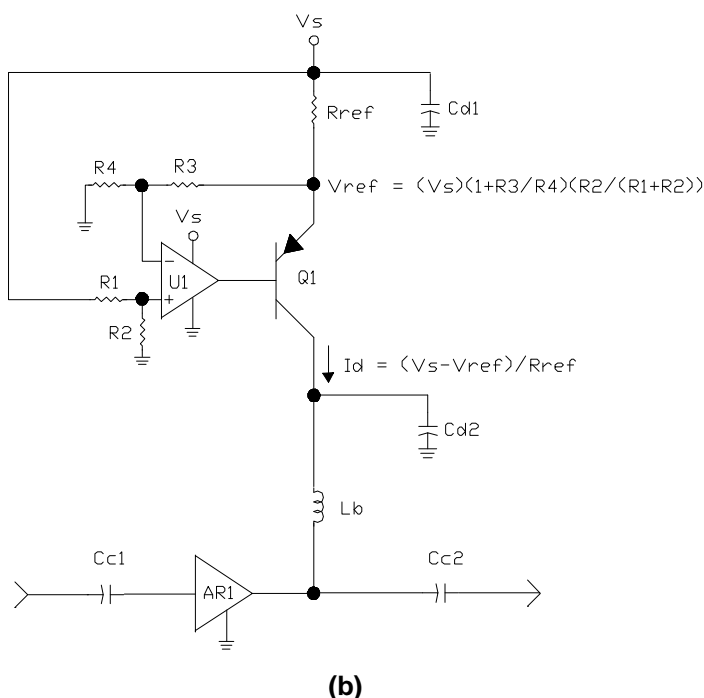 Vs
Rref
Cd1
R4
R3
Vref = (Vs)(1+R3/R4)(R2/(R1+R2))
Vs
-
U1
+
Q1
R1
R2
Id = (Vs-Vref)/Rref
Cd2
Lb
Cc1
Cc2
AR1
(b)